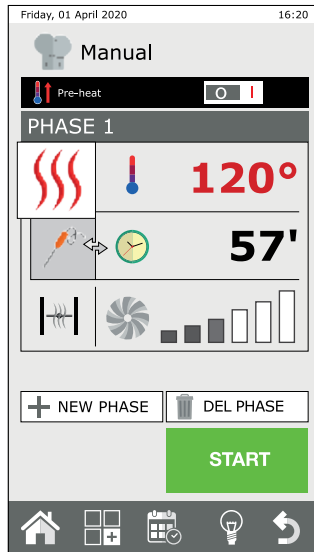 Friday, 01 April 2020 16:20
Manual
Pre-heat O I
PHASE 1
120°
57'
NEW PHASE DEL PHASE
START